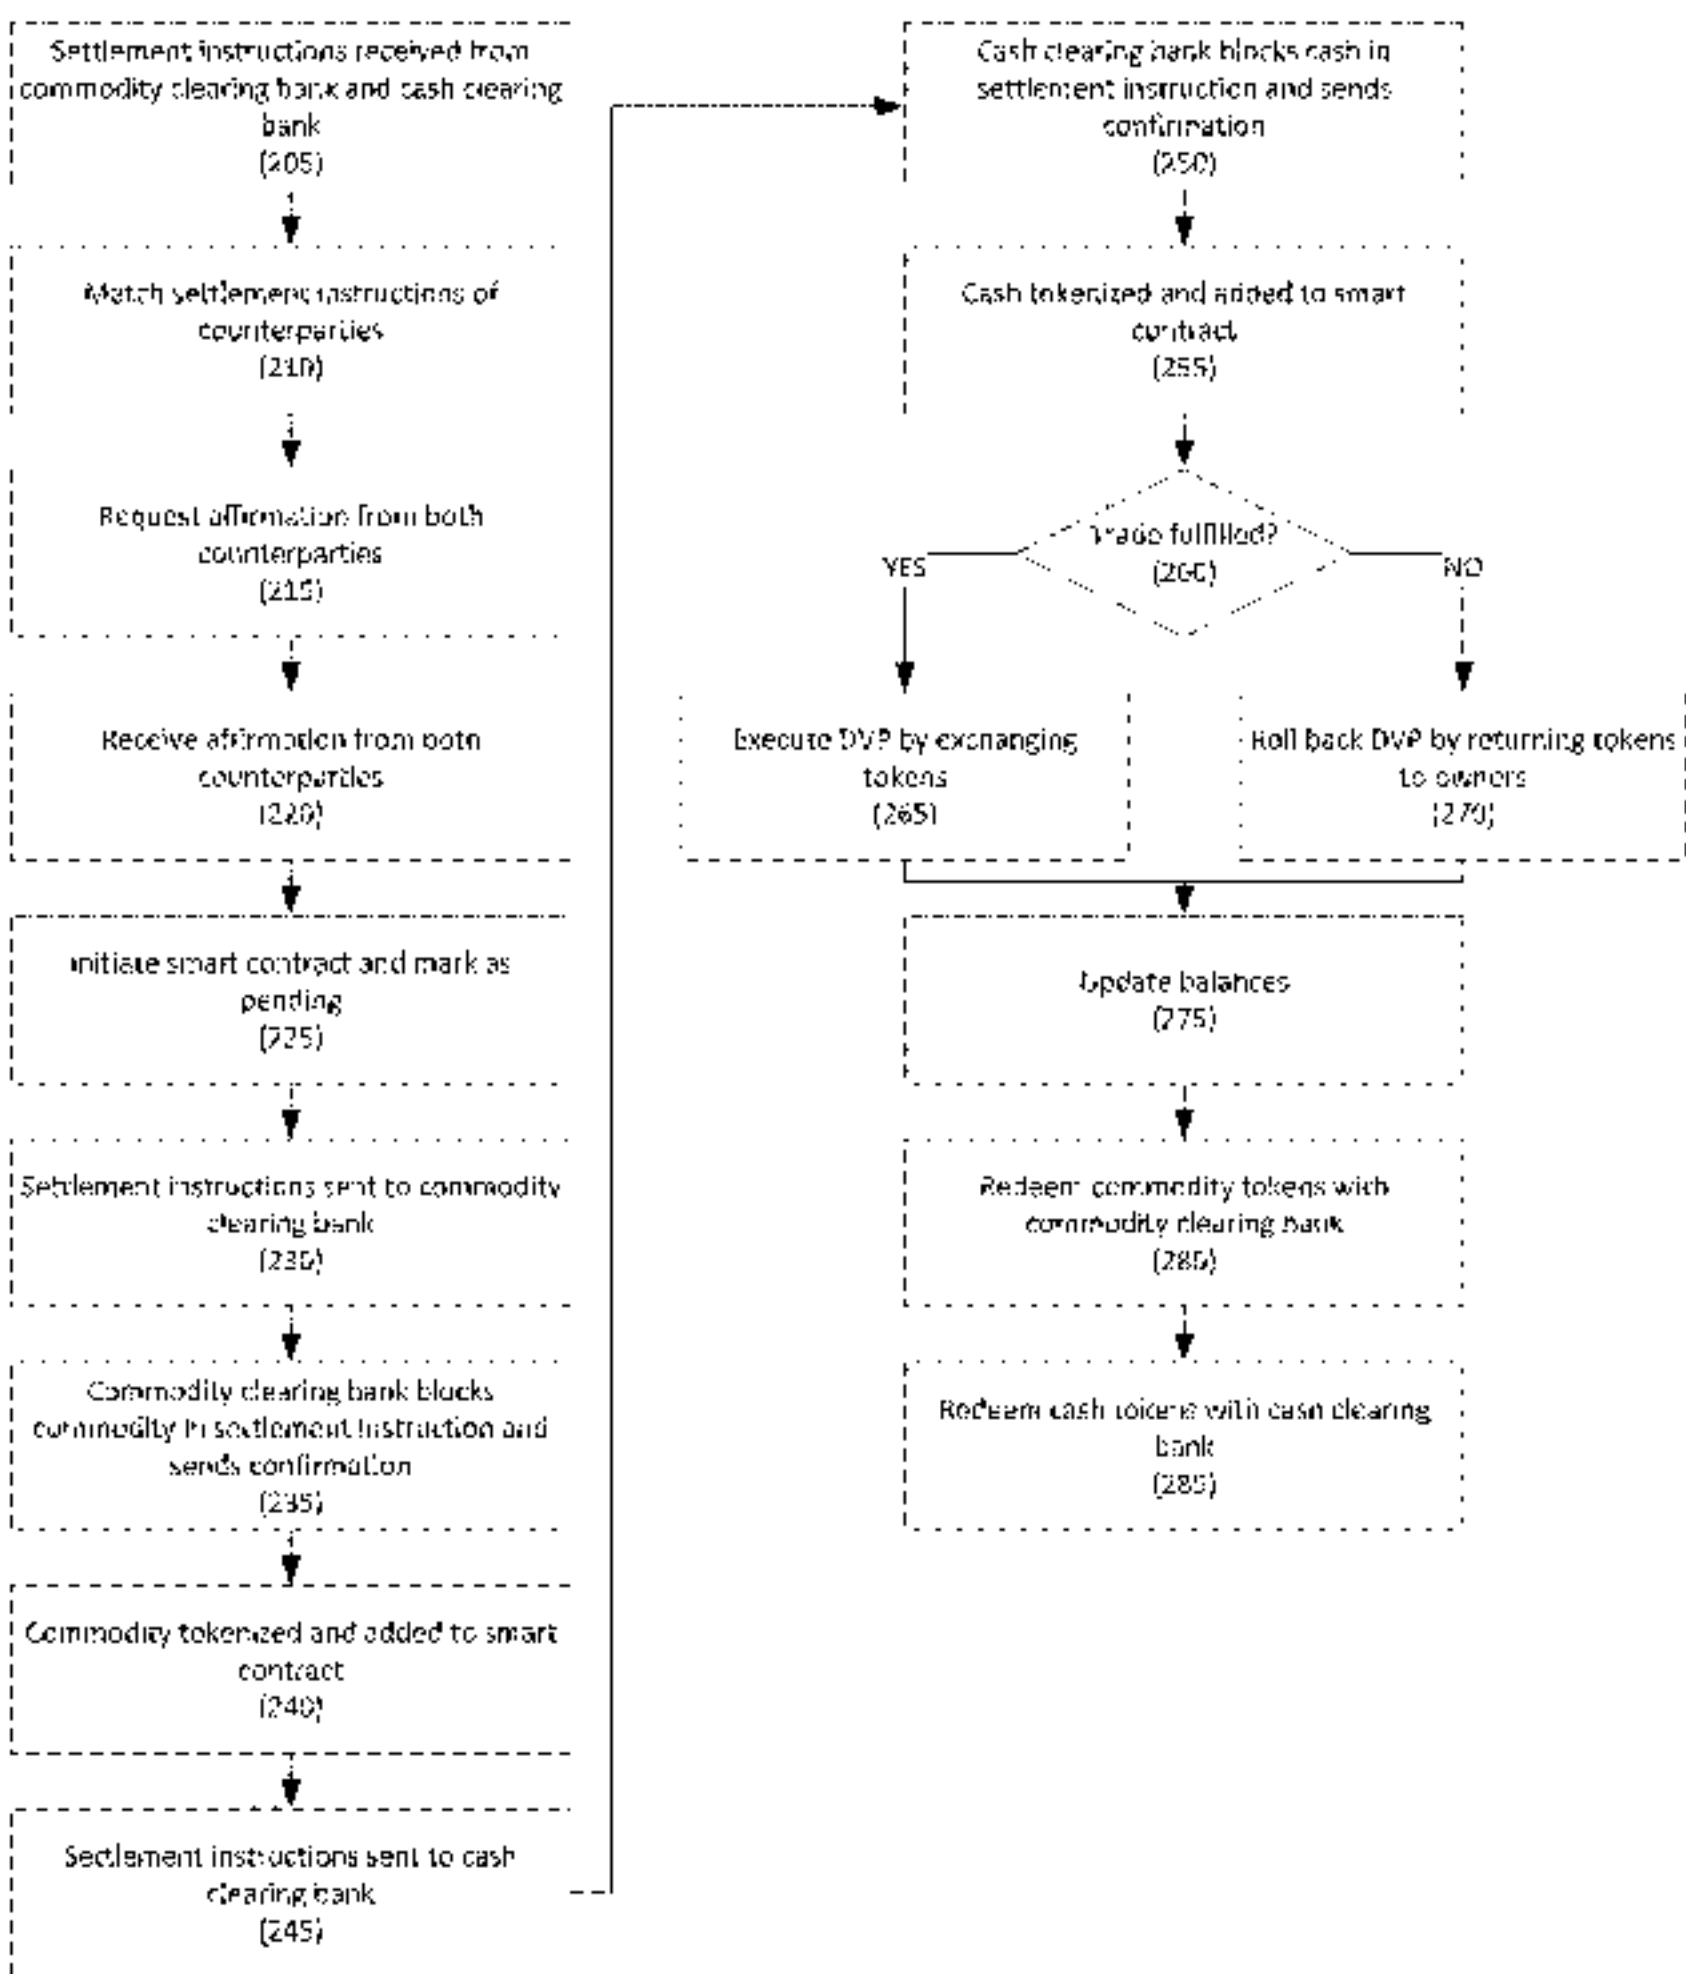 Settlement instructions received from
commodity clearing bank and cash clearing
bank
(205)
Match settlement instructions of
counterparties
(210)
Request affirmation from both
counterparties
(215)
Receive affirmation from both
counterparties
(220)
Initiate smart contract and mark as
pending
(225)
Settlement instructions sent to commodity
clearing bank
(230)
Commodity clearing bank blocks
commodity in settlement instruction and
sends confirmation
(235)
Commodity tokenized and added to smart
contract
(240)
Settlement instructions sent to cash
clearing bank
(245)
Cash clearing bank blocks cash in
settlement instruction and sends
confirmation
(250)
Cash tokenized and added to smart
contract
(255)
Trade fulfilled?
(260)
YES
NO
Execute DVP by exchanging
tokens
(265)
Roll back DVP by returning tokens
to owners
(270)
Update balances
(275)
Redeem commodity tokens with
commodity clearing bank
(280)
Redeem cash tokens with cash clearing
bank
(285)